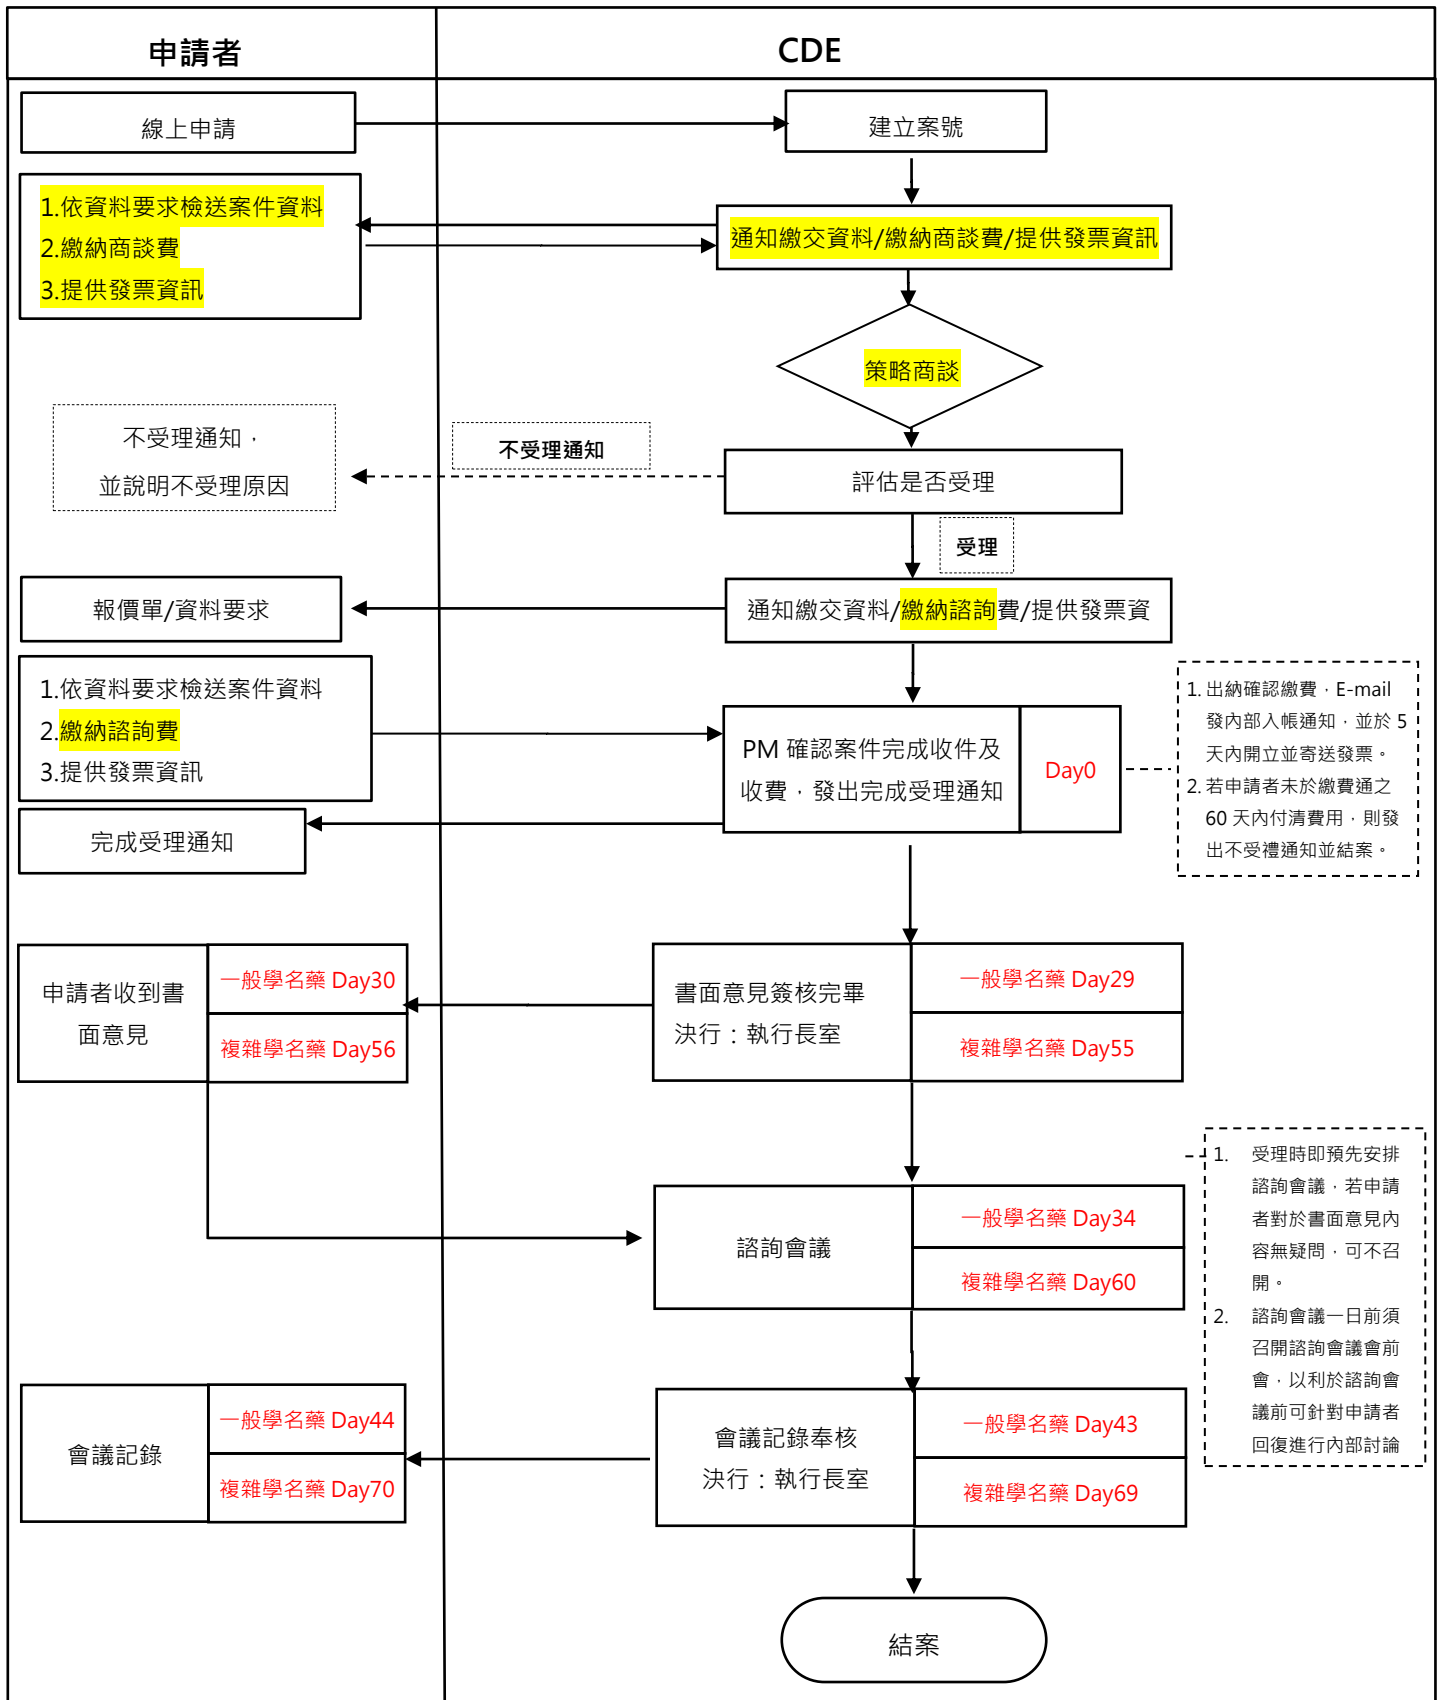 申請者
CDE
線上申請
建立案號
1.依資料要求檢送案件資料
2.繳納商談費
3.提供發票資訊
通知繳交資料/繳納商談費/提供發票資訊
策略商談
不受理通知，
並說明不受理原因
不受理通知
評估是否受理
受理
報價單/資料要求
通知繳交資料/繳納諮詢費/提供發票資
1.依資料要求檢送案件資料
2.繳納諮詢費
3.提供發票資訊
PM 確認案件完成收件及
收費，發出完成受理通知
Day0
1. 出納確認繳費，E-mail
發內部入帳通知，並於 5
天內開立並寄送發票。
2. 若申請者未於繳費通之
60 天內付清費用，則發
出不受禮通知並結案。
完成受理通知
申請者收到書
面意見
一般學名藥 Day30
複雜學名藥 Day56
書面意見簽核完畢
決行：執行長室
一般學名藥 Day29
複雜學名藥 Day55
諮詢會議
一般學名藥 Day34
複雜學名藥 Day60
1. 受理時即預先安排
諮詢會議，若申請
者對於書面意見內
容無疑問，可不召
開。
2. 諮詢會議一日前須
召開諮詢會議會前
會，以利於諮詢會
議前可針對申請者
回復進行內部討論
會議記錄
一般學名藥 Day44
複雜學名藥 Day70
會議記錄奉核
決行：執行長室
一般學名藥 Day43
複雜學名藥 Day69
結案